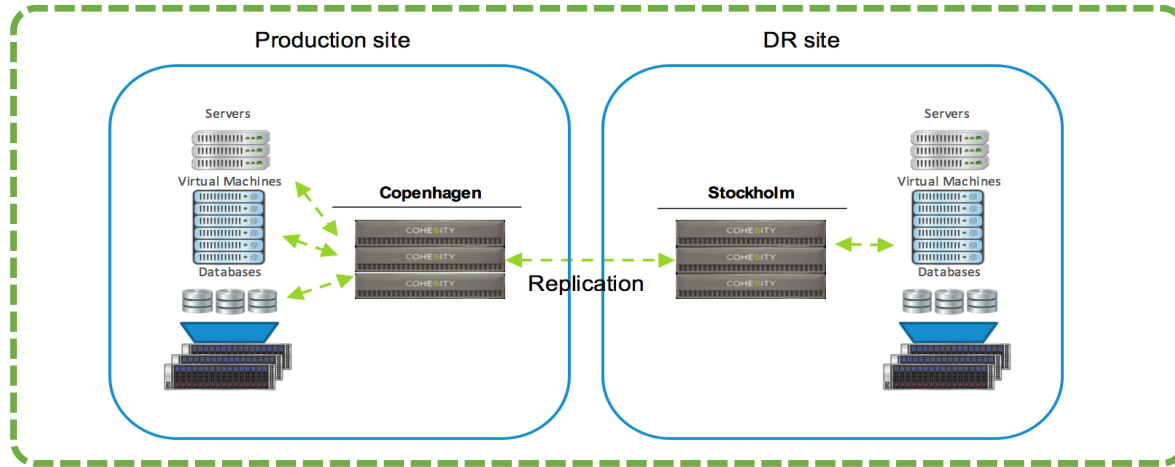 Production site
DR site
Servers
Virtual Machines
Databases
Copenhagen
COHESITY
COHESITY
COHESITY
Replication
Stockholm
COHESITY
COHESITY
COHESITY
Servers
Virtual Machines
Databases